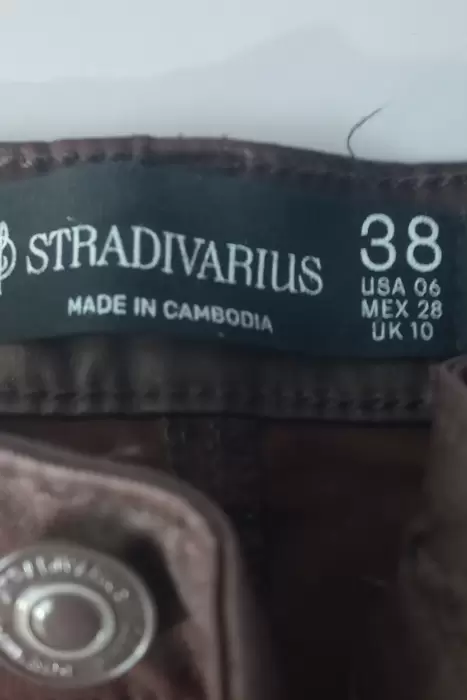 STRADIVARIUS
MADE IN CAMBODIA
38
USA 06
MEX 28
UK 10